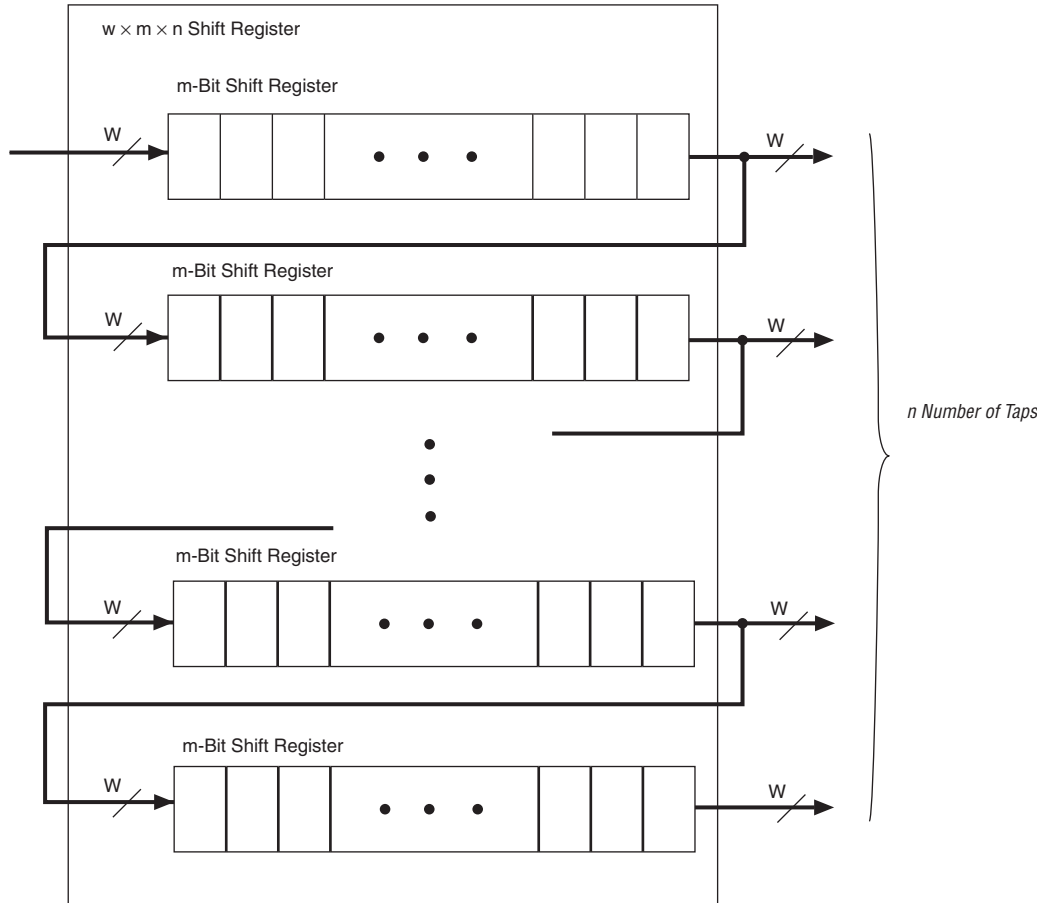 w × m × n Shift Register
m-Bit Shift Register
W
W
m-Bit Shift Register
W
W
n Number of Taps
m-Bit Shift Register
W
W
m-Bit Shift Register
W
W